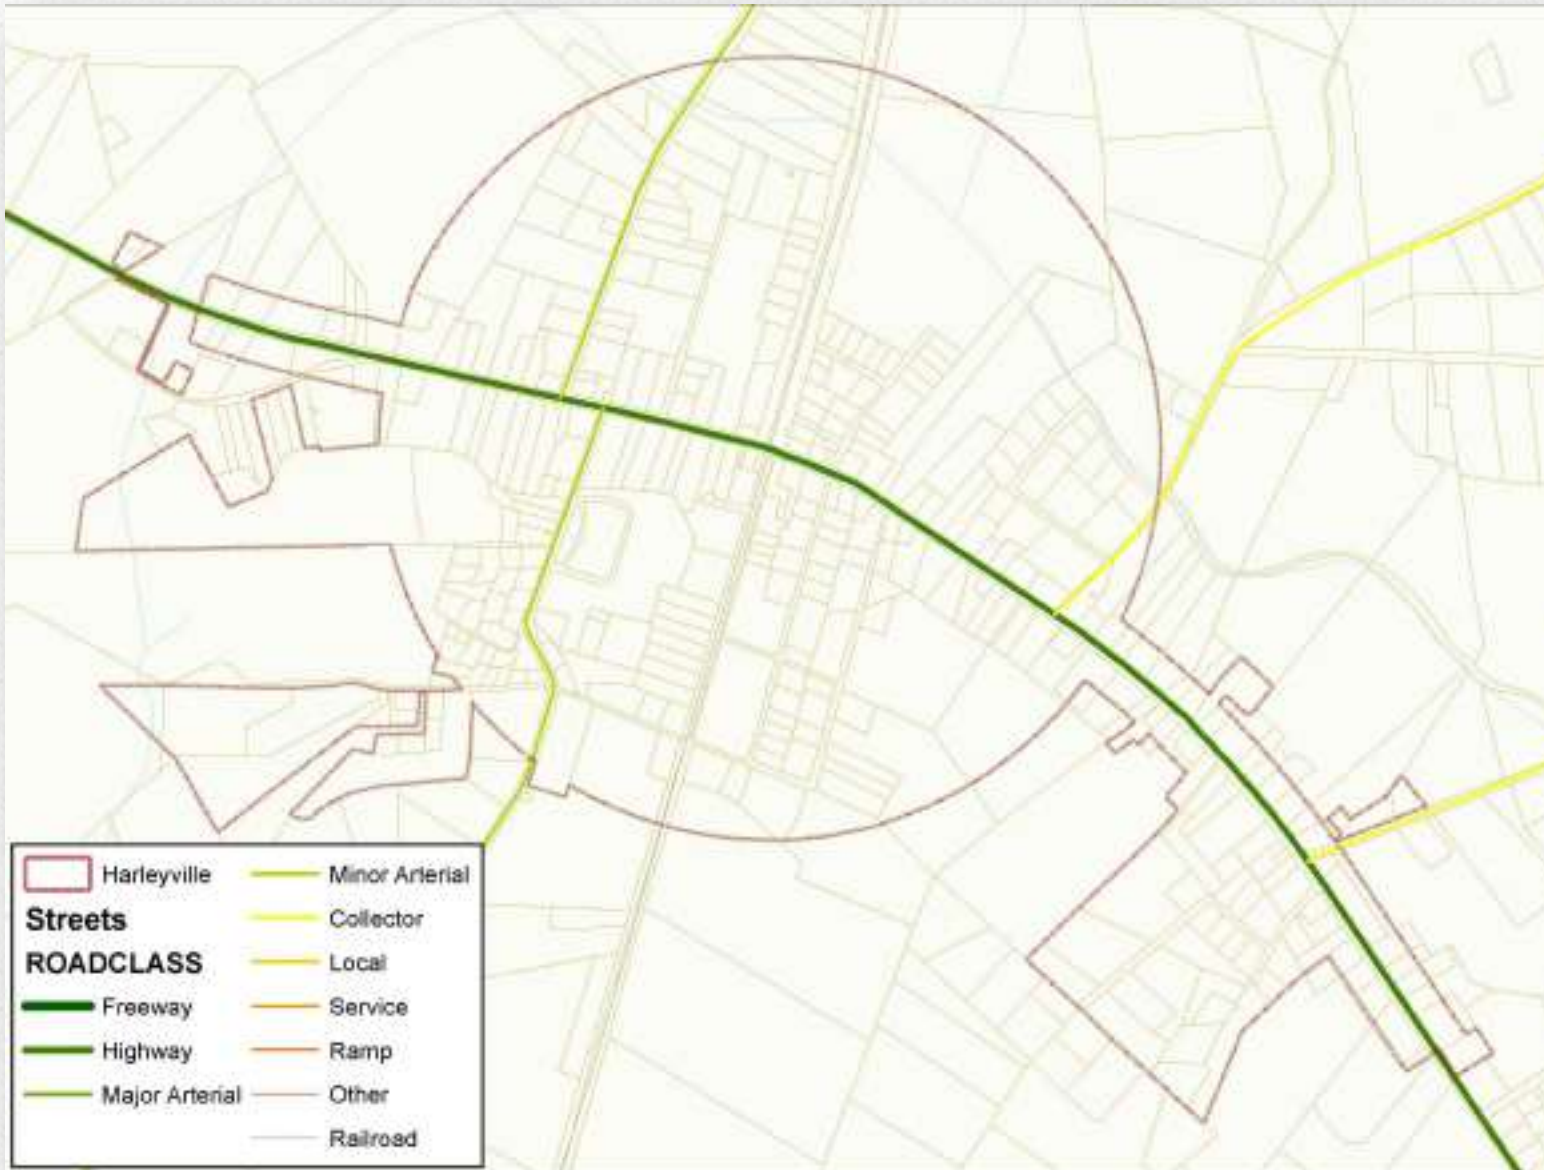 Harleyville
Streets
ROADCLASS
Freeway
Highway
Major Arterial
Minor Arterial
Collector
Local
Service
Ramp
Other
Railroad